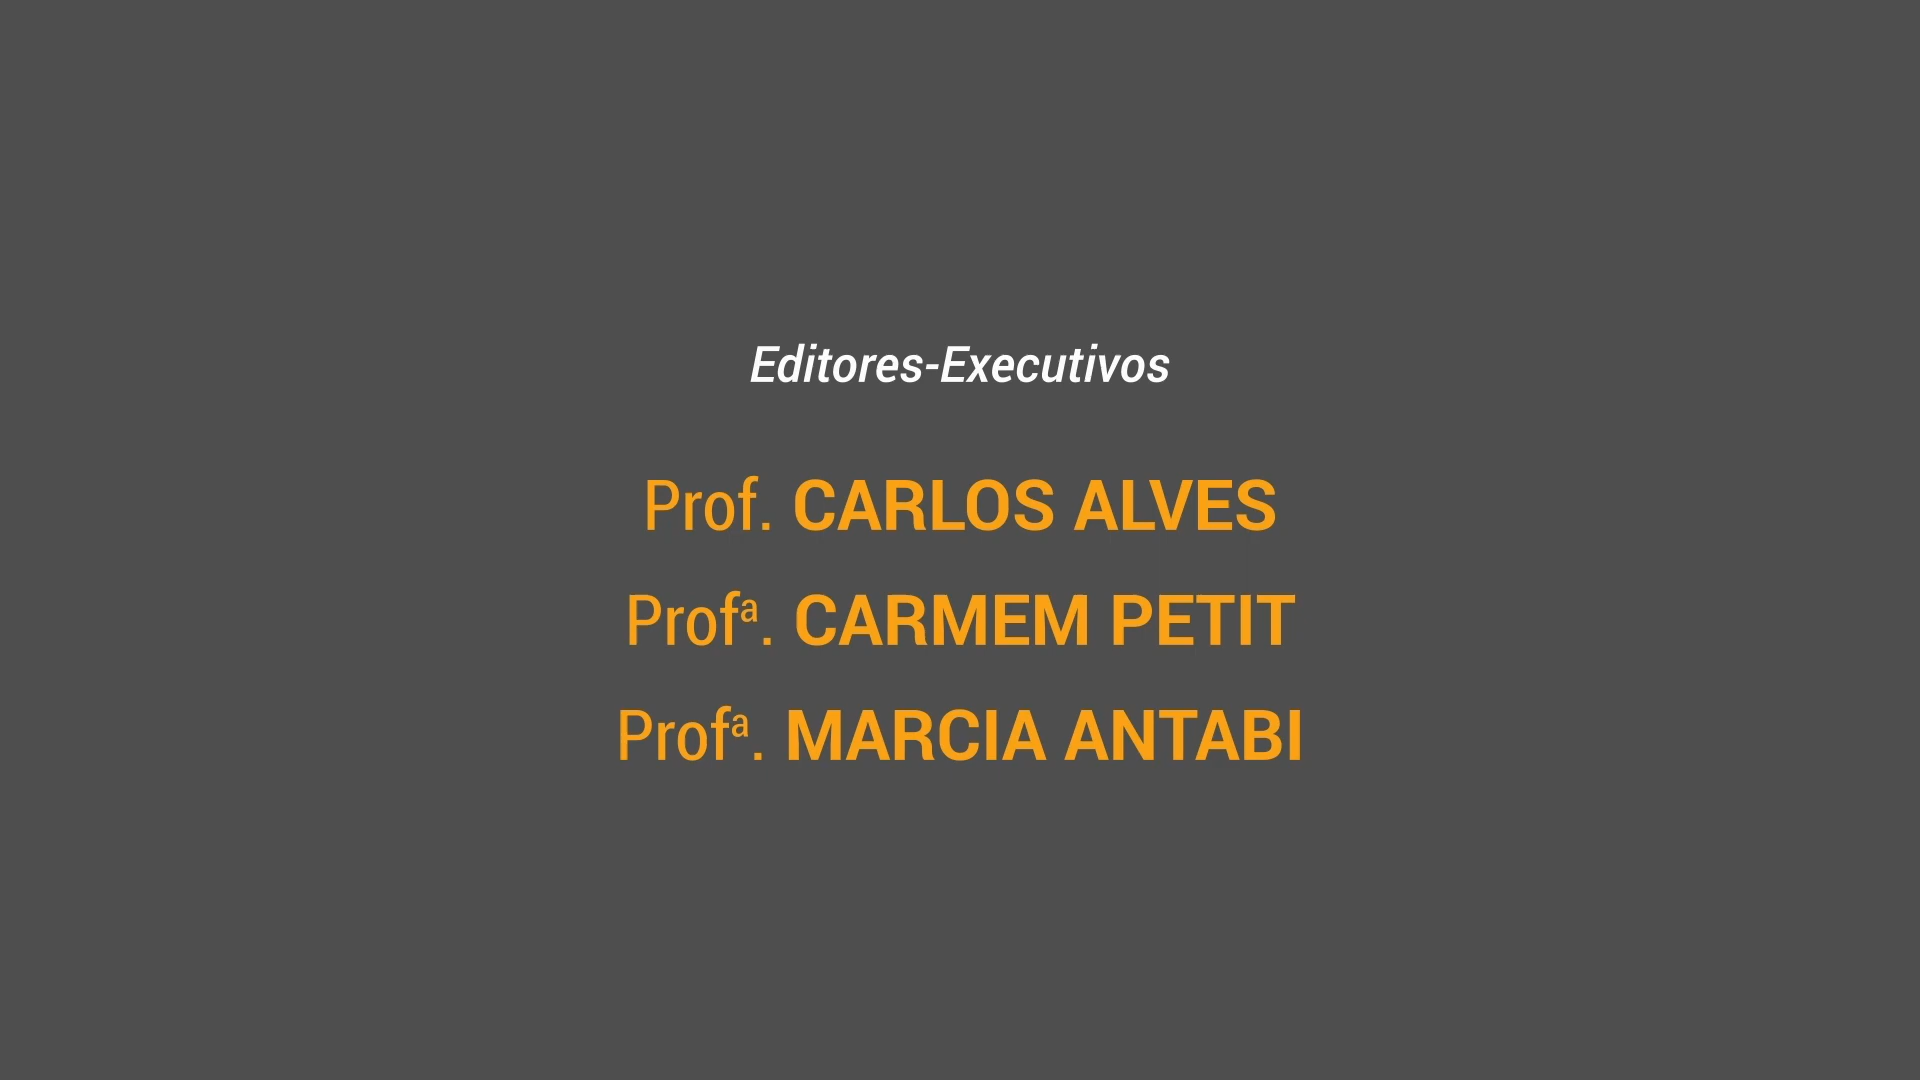 Editores-Executivos
Prof. CARLOS ALVES
Profª. CARMEM PETIT
Profª. MARCIA ANTABI